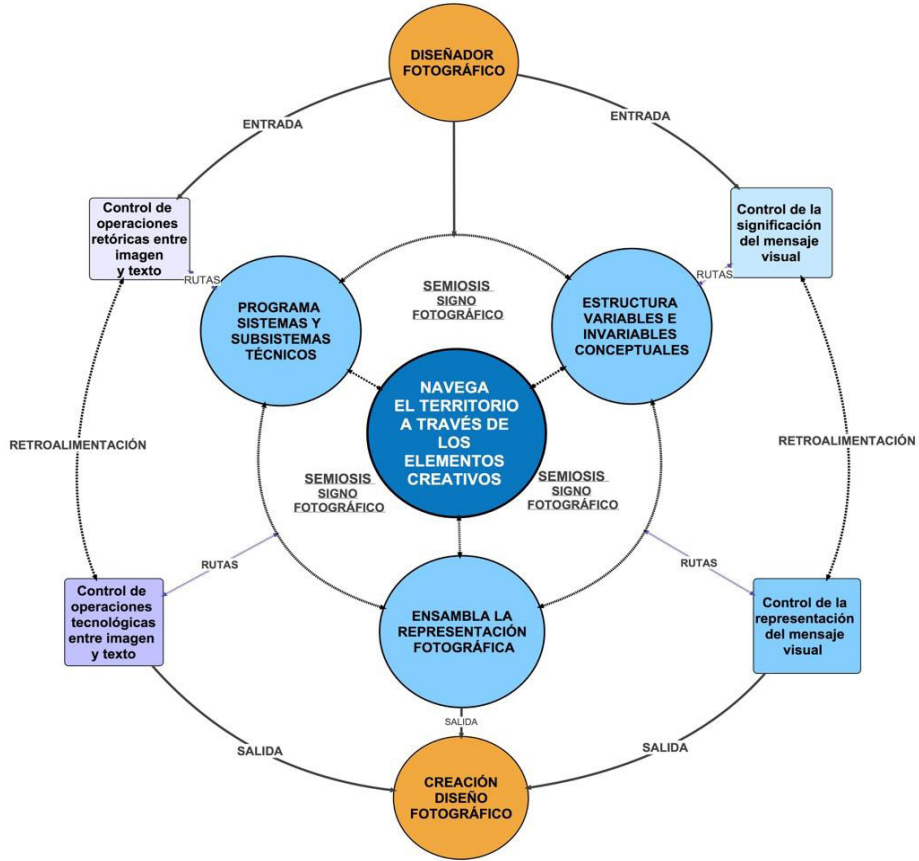 DISEÑADOR
FOTOGRÁFICO
ENTRADA
ENTRADA
Control de
operaciones
retóricas entre
imagen
y texto
Control de la
significación
del mensaje
visual
RUTAS
RUTAS
PROGRAMA
SISTEMAS Y
SUBSISTEMAS
TÉCNICOS
SEMIOSIS
SIGNO
FOTOGRÁFICO
ESTRUCTURA
VARIABLES E
INVARIABLES
CONCEPTUALES
NAVEGA
EL TERRITORIO
A TRAVÉS DE
LOS
ELEMENTOS
CREATIVOS
RETROALIMENTACIÓN
RETROALIMENTACIÓN
SEMIOSIS
SIGNO
FOTOGRÁFICO
SEMIOSIS
SIGNO
FOTOGRÁFICO
RUTAS
RUTAS
Control de
operaciones
tecnológicas
entre imagen
y texto
ENSAMBLA LA
REPRESENTACIÓN
FOTOGRÁFICA
Control de la
representación
del mensaje
visual
SALIDA
SALIDA
SALIDA
CREACIÓN
DISEÑO
FOTOGRÁFICO